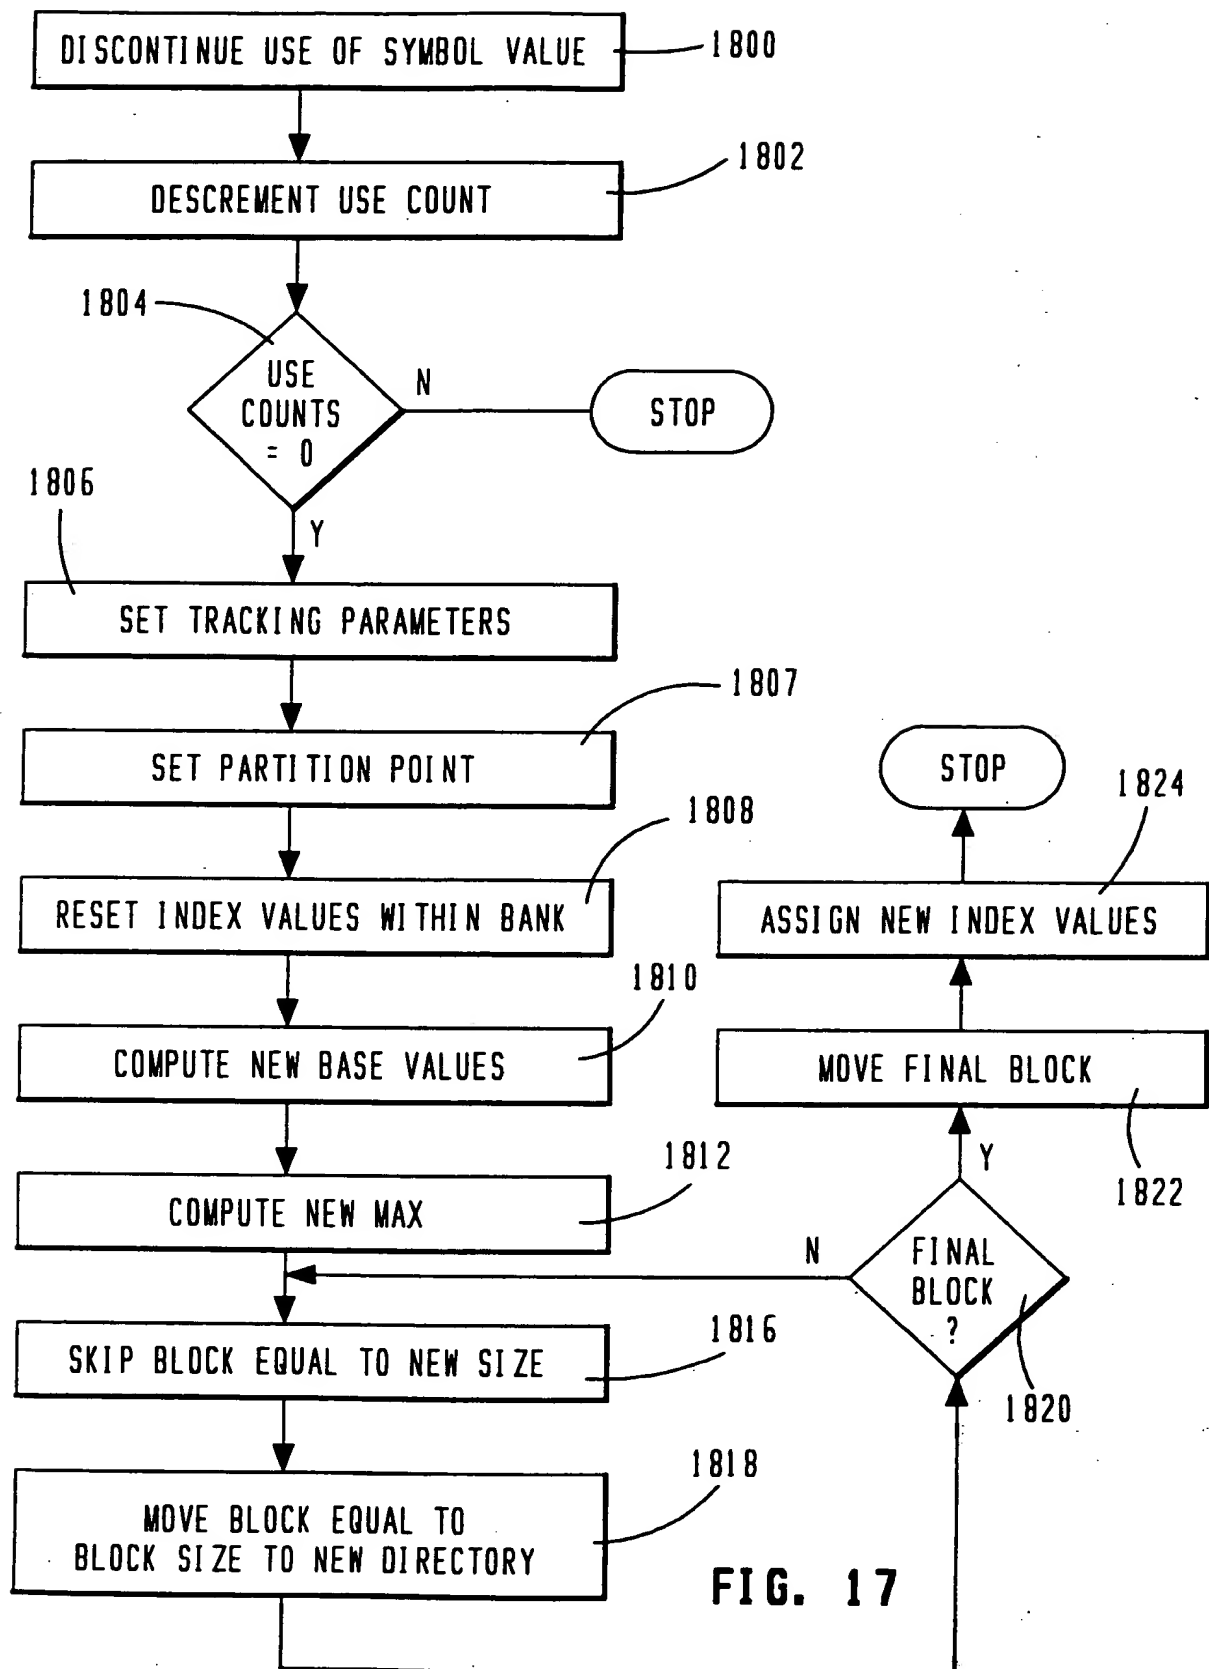 DISCONTINUE USE OF SYMBOL VALUE
1800
DESCREMENT USE COUNT
1802
1804
USE
COUNTS
= 0
N
STOP
Y
1806
SET TRACKING PARAMETERS
1807
SET PARTITION POINT
1808
RESET INDEX VALUES WITHIN BANK
1810
COMPUTE NEW BASE VALUES
1812
COMPUTE NEW MAX
1816
SKIP BLOCK EQUAL TO NEW SIZE
1818
MOVE BLOCK EQUAL TO
BLOCK SIZE TO NEW DIRECTORY
STOP
1824
ASSIGN NEW INDEX VALUES
MOVE FINAL BLOCK
1822
Y
N
FINAL
BLOCK
?
1820
FIG. 17